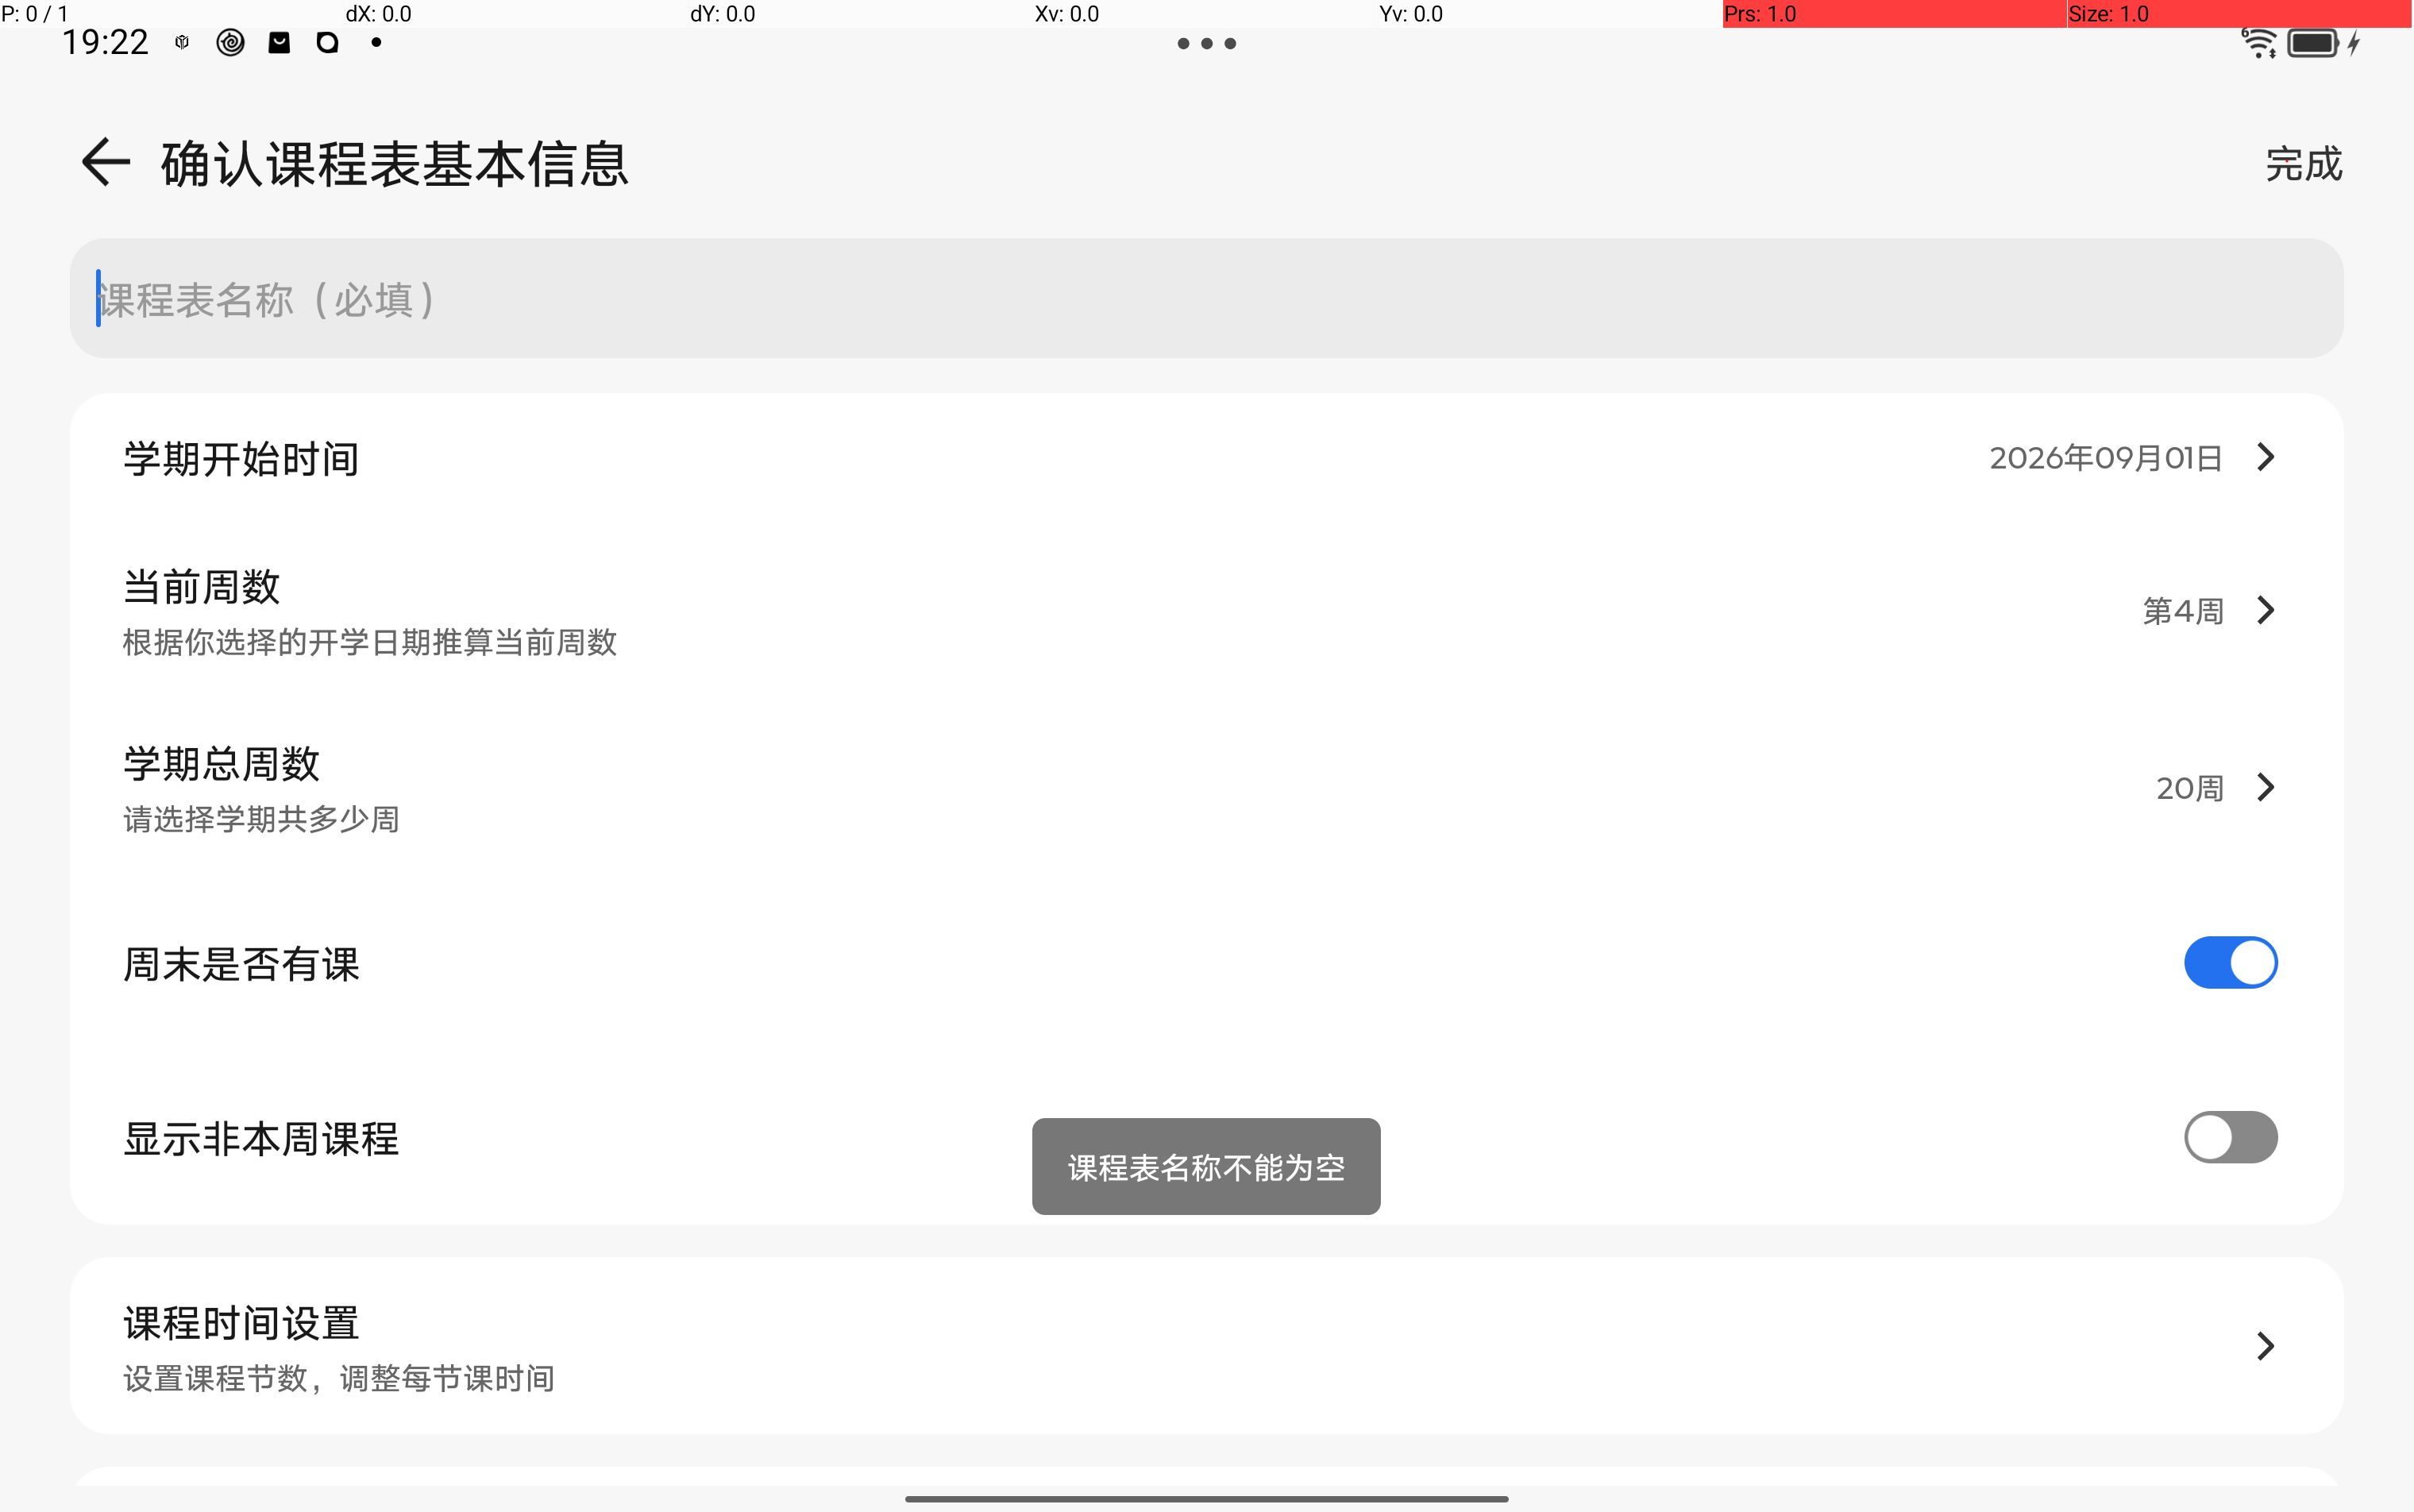 P: 0 / 1 dX: 0.0 dY: 0.0 Xv: 0.0 Yv: 0.0 Prs: 1.0 Size: 1.0
19:22 6
确认课程表基本信息 完成
课程表名称（必填）
学期开始时间 2026年09月01日
当前周数 第4周
根据你选择的开学日期推算当前周数
学期总周数 20周
请选择学期共多少周
周末是否有课
显示非本周课程
课程表名称不能为空
课程时间设置
设置课程节数，调整每节课时间